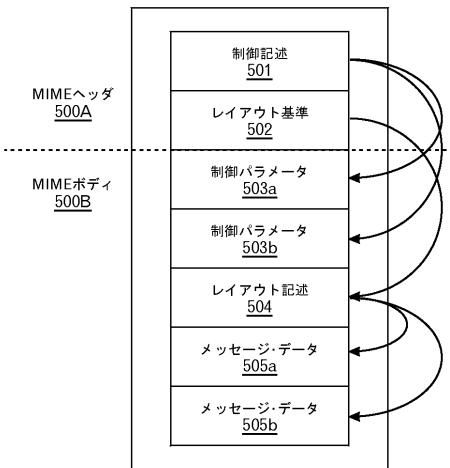 制御記述
501
MIMEヘッダ
500A
レイアウト基準
502
MIMEボディ
500B
制御パラメータ
503a
制御パラメータ
503b
レイアウト記述
504
メッセージ・データ
505a
メッセージ・データ
505b